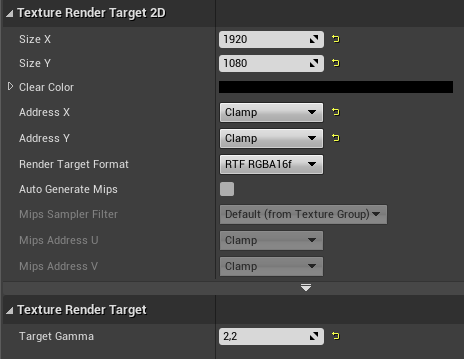 Texture Render Target 2D
Size X 1920
Size Y 1080
Clear Color
Address X Clamp
Address Y Clamp
Render Target Format RTF RGBA16f
Auto Generate Mips
Mips Sampler Filter Default (from Texture Group)
Mips Address U Clamp
Mips Address V Clamp
Texture Render Target
Target Gamma 2,2